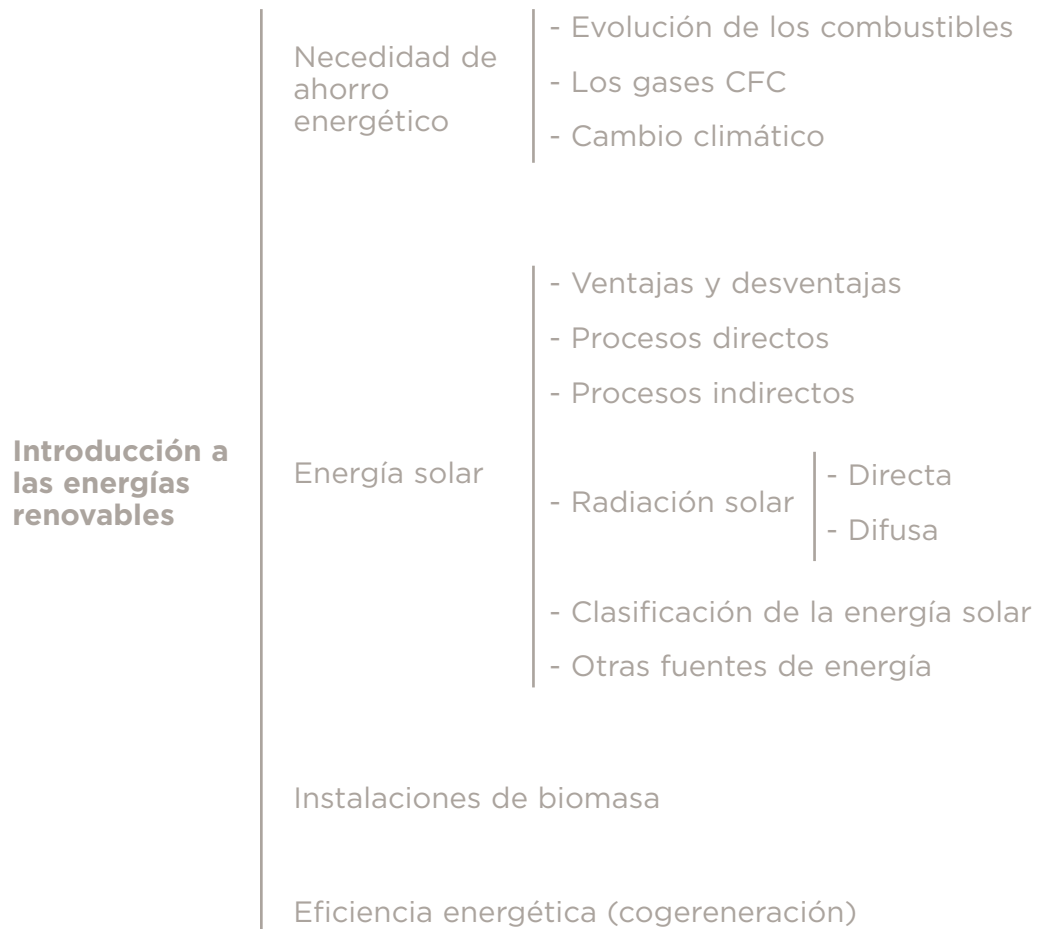 Introducción a
las energías
renovables
Necedidad de
ahorro
energético
- Evolución de los combustibles
- Los gases CFC
- Cambio climático
Energía solar
- Ventajas y desventajas
- Procesos directos
- Procesos indirectos
- Radiación solar
- Directa
- Difusa
- Clasificación de la energía solar
- Otras fuentes de energía
Instalaciones de biomasa
Eficiencia energética (cogereneración)